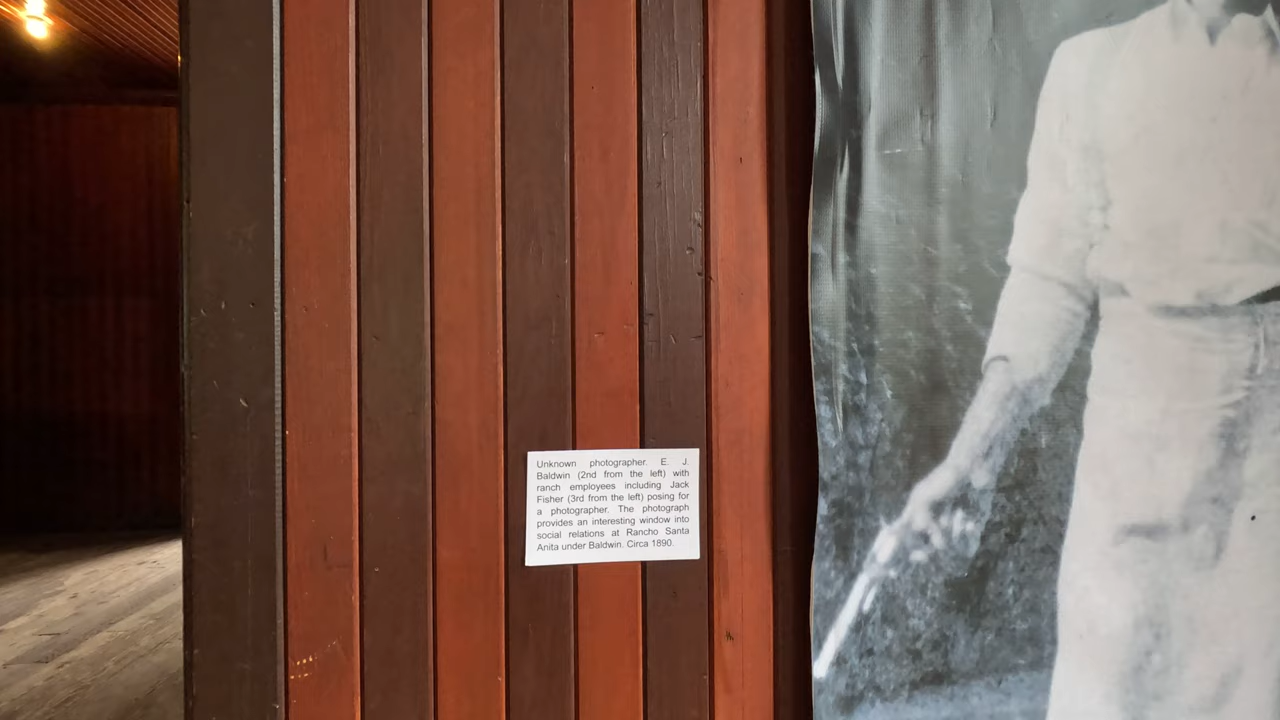 Unknown photographer. E. J.
Baldwin (2nd from the left) with
ranch employees including Jack
Fisher (3rd from the left) posing for
a photographer. The photograph
provides an interesting window into
social relations at Rancho Santa
Anita under Baldwin. Circa 1890.